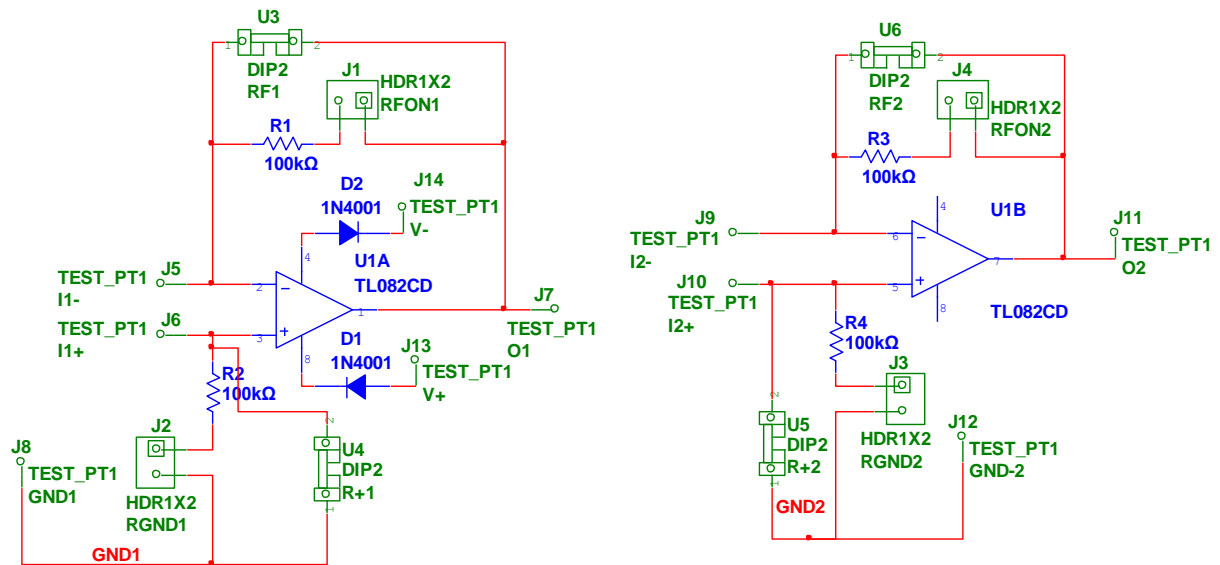 U3
1
2
DIP2
RF1
J1
HDR1X2
RFON1
R1
100kΩ
D2
1N4001
J14
TEST_PT1
V-
4
U1A
TL082CD
TEST_PT1 J5
I1-
2
J6
TEST_PT1
I1+
3
1
J7
TEST_PT1
O1
8
D1
1N4001
J13
TEST_PT1
V+
R2
100kΩ
J2
HDR1X2
RGND1
2
U4
DIP2
R+1
1
J8
TEST_PT1
GND1
GND1
U6
1
2
DIP2
RF2
J4
HDR1X2
RFON2
R3
100kΩ
4
U1B
J9
TEST_PT1
I2-
6
J10
TEST_PT1
I2+
5
7
J11
TEST_PT1
O2
8
TL082CD
R4
100kΩ
J3
HDR1X2
RGND2
2
U5
DIP2
R+2
1
GND2
J12
TEST_PT1
GND-2